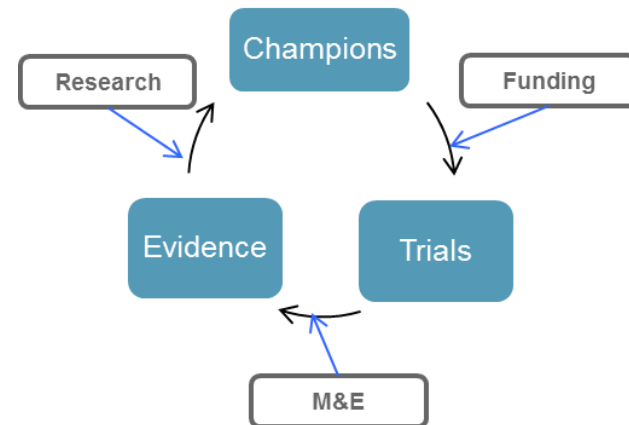 Champions
Research
Funding
Evidence
Trials
M&E